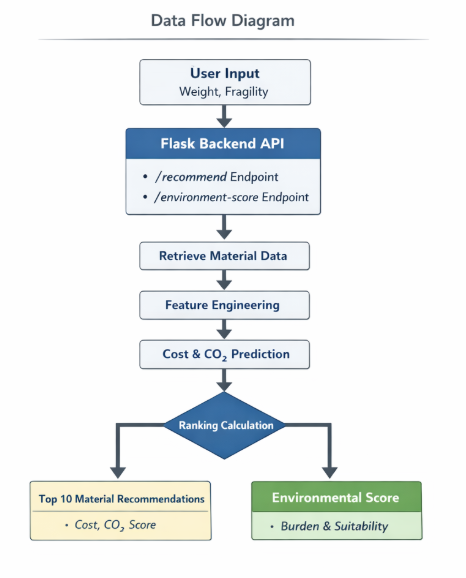 Data Flow Diagram
User Input
Weight, Fragility
Flask Backend API
• /recommend Endpoint
• /environment-score Endpoint
Retrieve Material Data
Feature Engineering
Cost & CO₂ Prediction
Ranking Calculation
Top 10 Material Recommendations
• Cost, CO₂ Score
Environmental Score
• Burden & Suitability